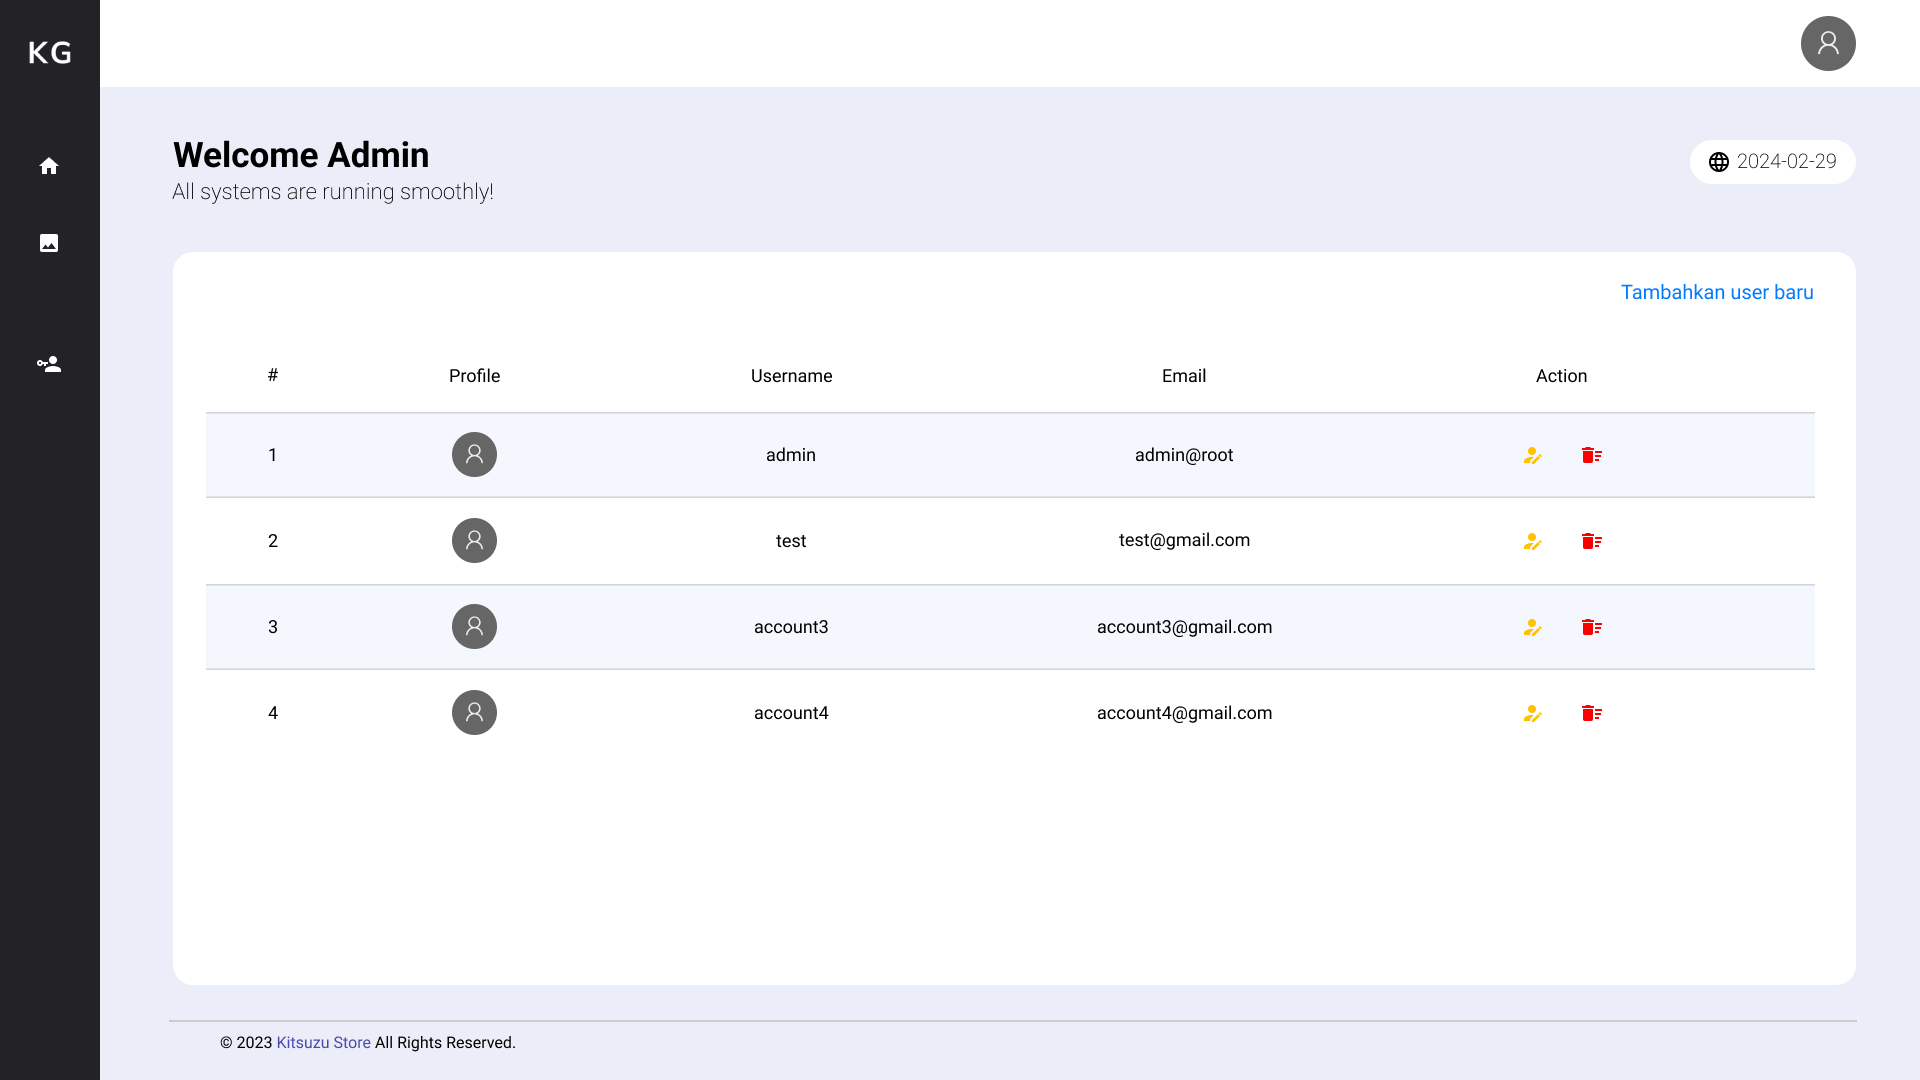 KG
Welcome Admin
All systems are running smoothly!
2024-02-29
Tambahkan user baru
# Profile Username Email Action
1 admin admin@root
2 test test@gmail.com
3 account3 account3@gmail.com
4 account4 account4@gmail.com
© 2023 Kitsuzu Store All Rights Reserved.